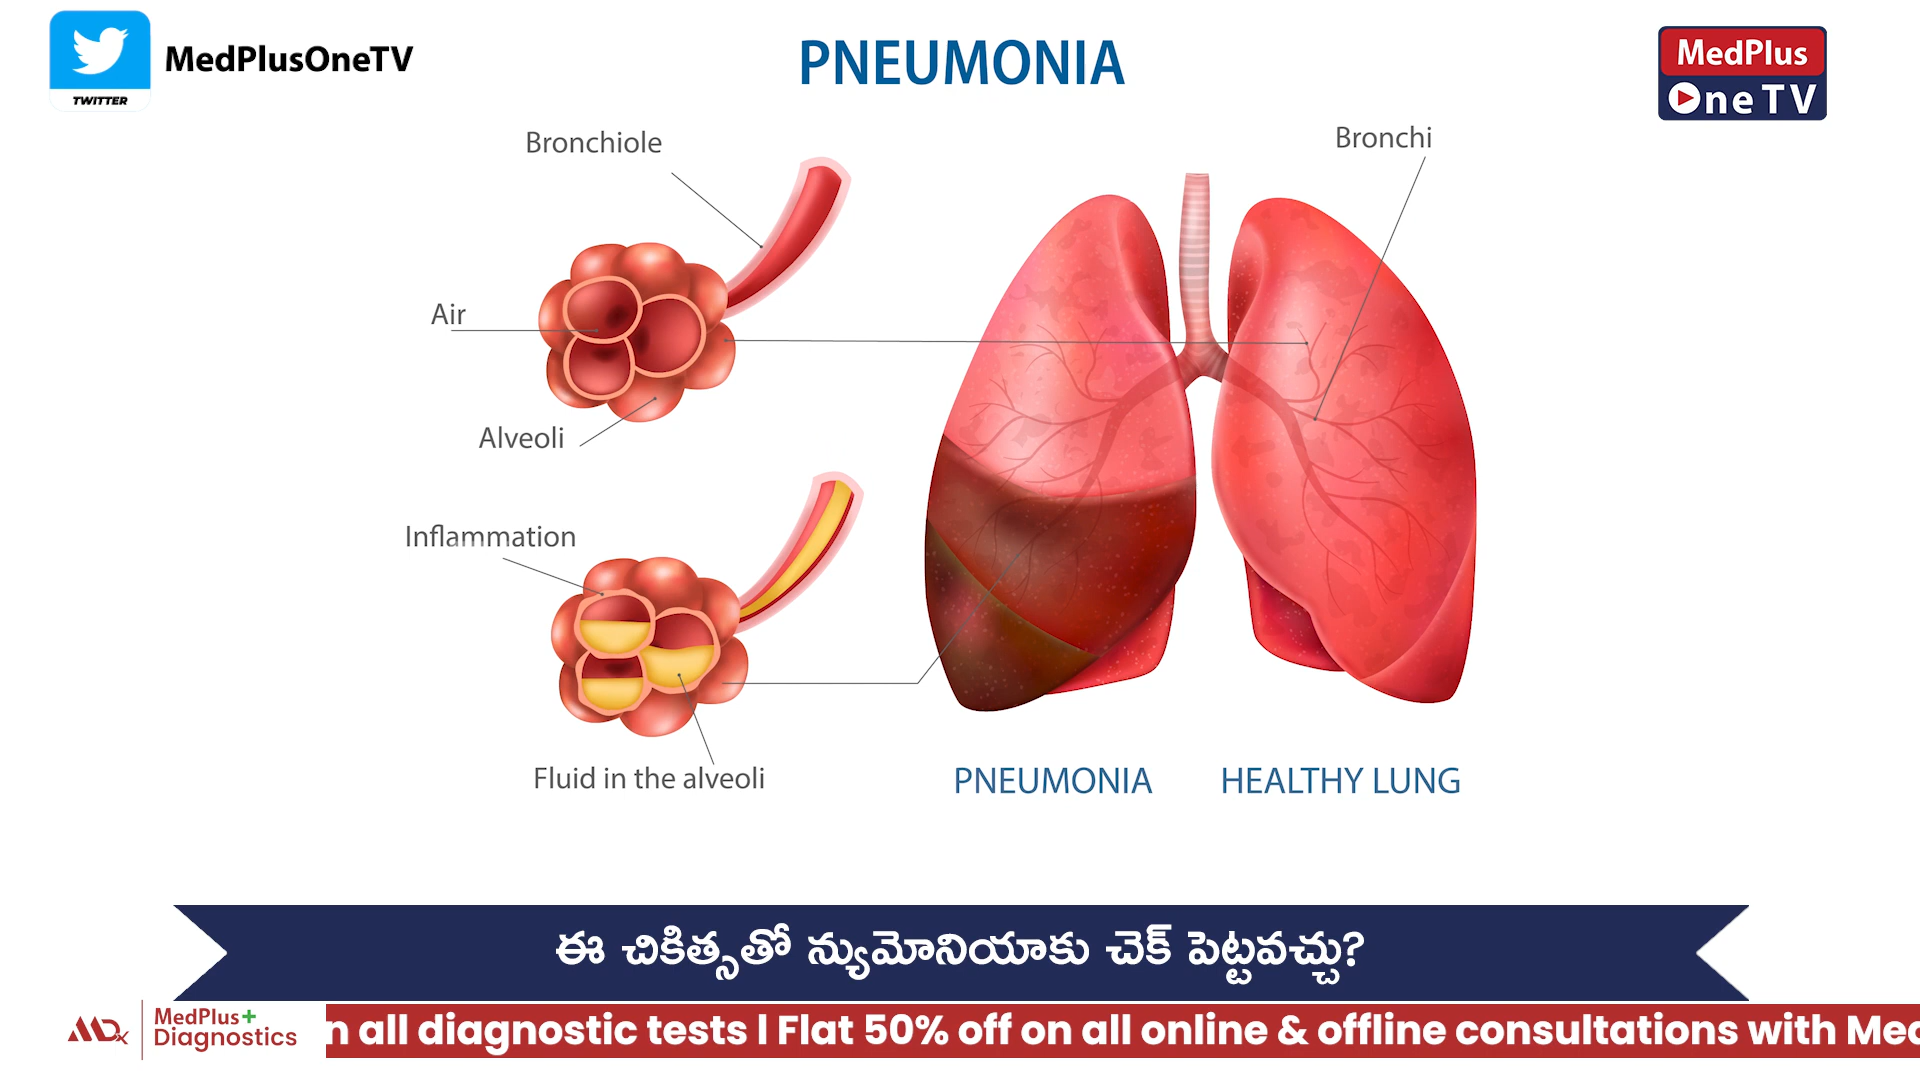 MedPlusOneTV
TWITTER
PNEUMONIA
MedPlus
One TV
Bronchiole
Bronchi
Air
Alveoli
Inflammation
Fluid in the alveoli
PNEUMONIA
HEALTHY LUNG
ఈ చికిత్సతో న్యుమోనియాకు చెక్ పెట్టవచ్చు?
MDx
MedPlus+
Diagnostics
n all diagnostic tests l Flat 50% off on all online & offline consultations with Med